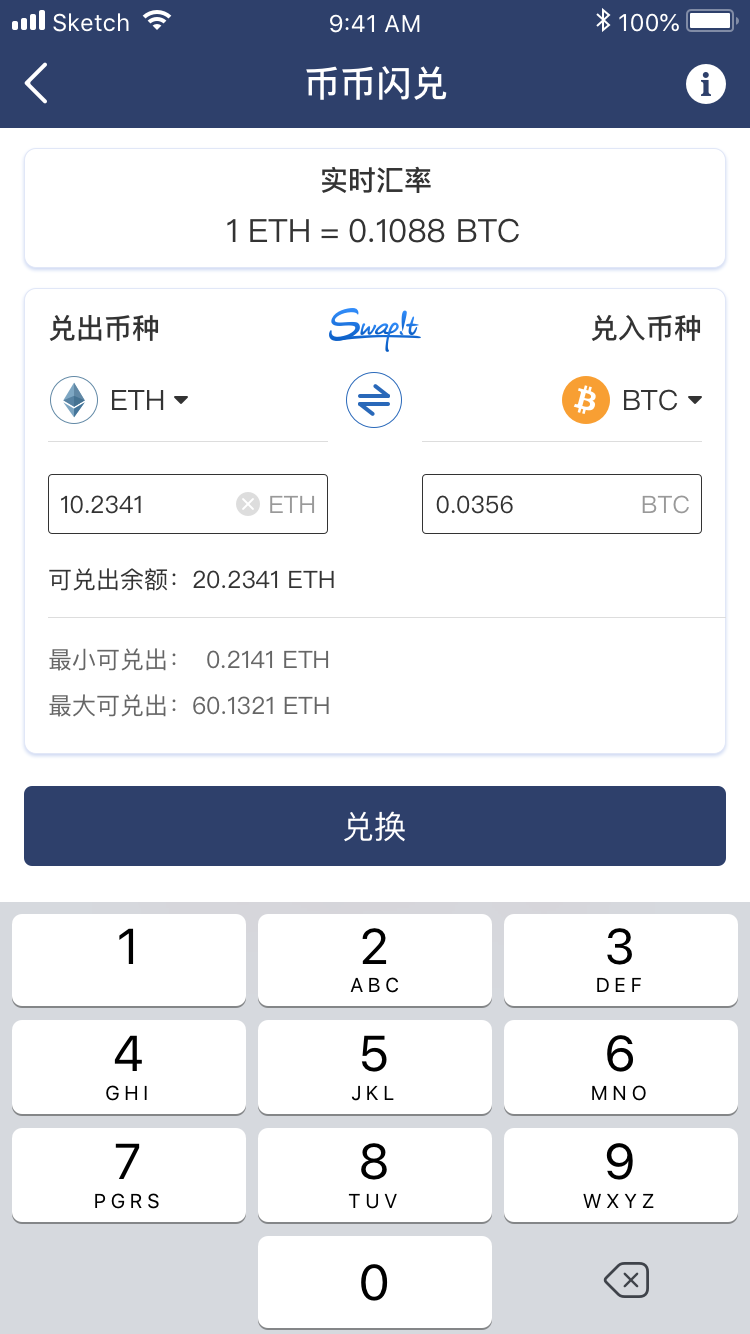 Sketch 9:41 AM 100%
币币闪兑
实时汇率
1 ETH = 0.1088 BTC
兑出币种 Swap!t 兑入币种
ETH BTC
10.2341 ETH 0.0356 BTC
可兑出余额：20.2341 ETH
最小可兑出： 0.2141 ETH
最大可兑出：60.1321 ETH
兑换
1 2 3
ABC DEF
4 5 6
GHI JKL MNO
7 8 9
PGRS TUV WXYZ
0